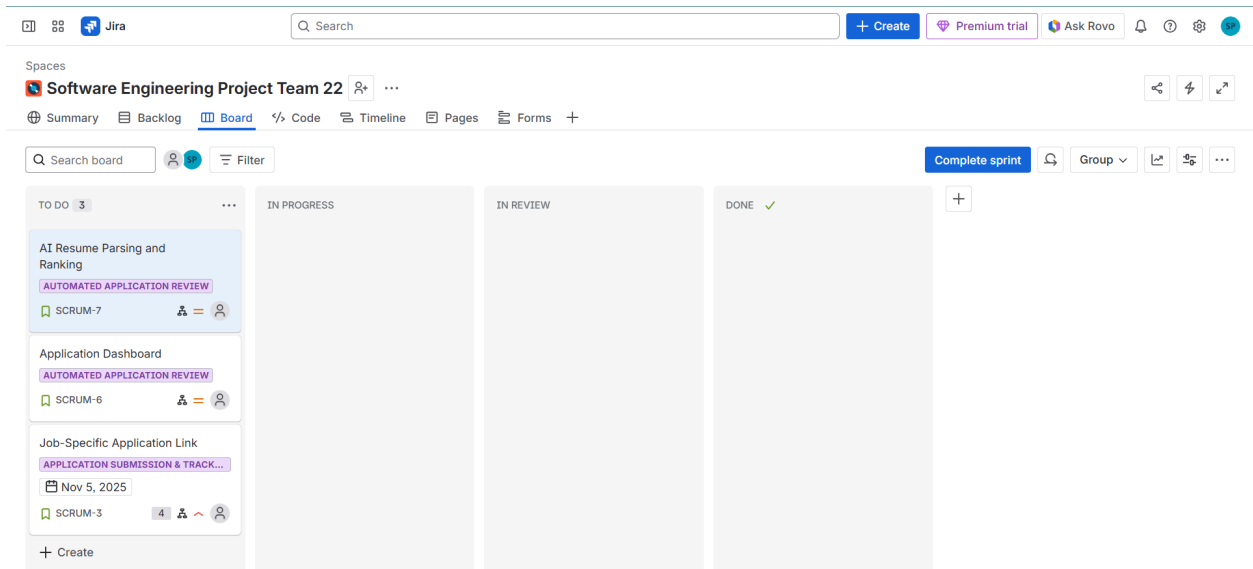 Jira
Search
+ Create
Premium trial
Ask Rovo
SP
Spaces
Software Engineering Project Team 22
Summary
Backlog
Board
Code
Timeline
Pages
Forms
Search board
SP
Filter
Complete sprint
Group
TO DO 3
IN PROGRESS
IN REVIEW
DONE
AI Resume Parsing and
Ranking
AUTOMATED APPLICATION REVIEW
SCRUM-7
Application Dashboard
AUTOMATED APPLICATION REVIEW
SCRUM-6
Job-Specific Application Link
APPLICATION SUBMISSION & TRACK...
Nov 5, 2025
SCRUM-3
4
+ Create